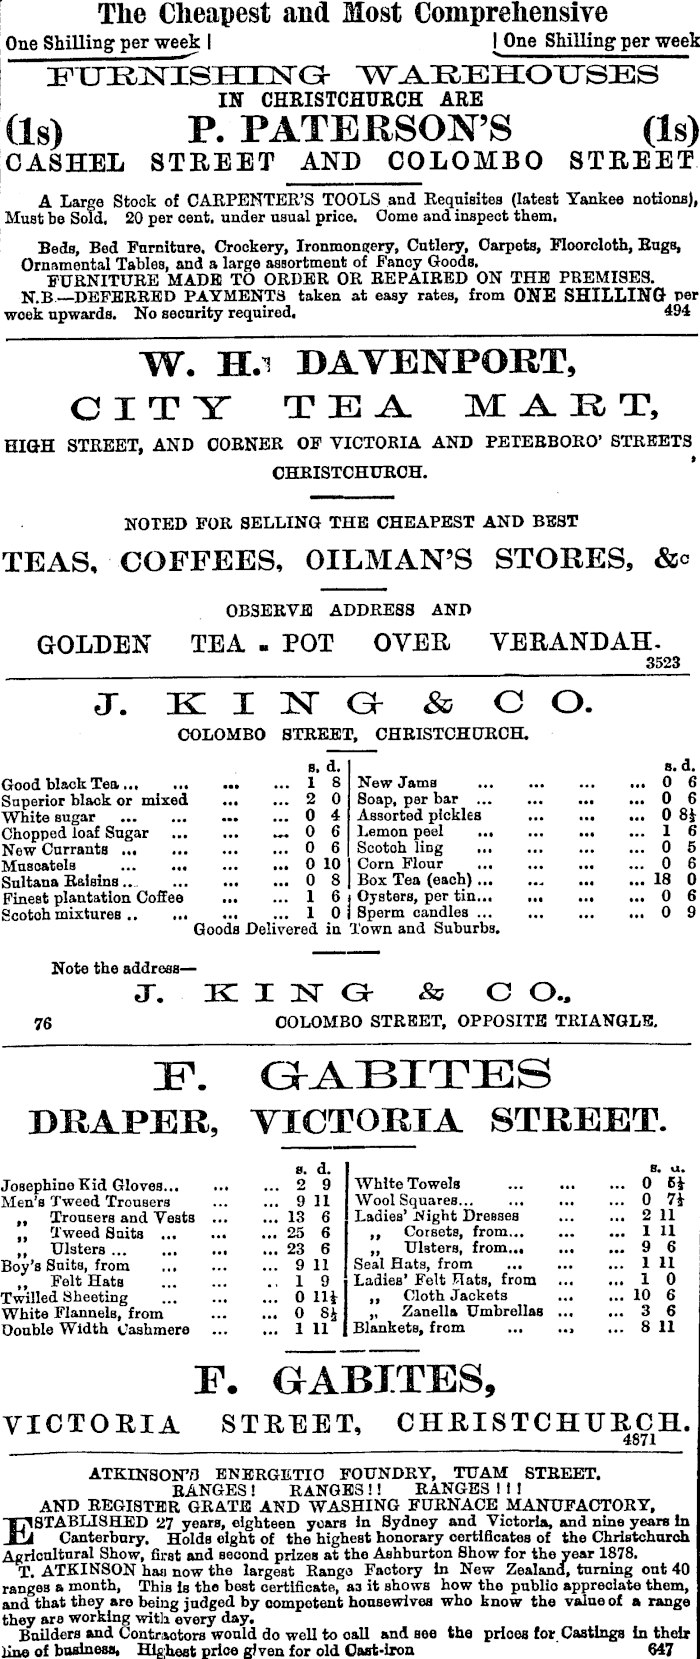 The Cheapest and Most Comprehensive
One Shilling per week | | One Shilling per week
FURNISHING WAREHOUSES
IN CHRISTCHURCH ARE
(1s) P. PATERSON'S (1s)
CASHEL STREET AND COLOMBO STREET
A Large Stock of CARPENTER'S TOOLS and Requisites (latest Yankee notions),
Must be Sold. 20 per cent. under usual price. Come and inspect them.
Beds, Bed Furniture, Crockery, Ironmongery, Cutlery, Carpets, Floorcloth, Rugs,
Ornamental Tables, and a large assortment of Fancy Goods.
FURNITURE MADE TO ORDER OR REPAIRED ON THE PREMISES.
N.B.—DEFERRED PAYMENTS taken at easy rates, from ONE SHILLING per
week upwards. No security required. 494
W. H. DAVENPORT,
CITY TEA MART,
HIGH STREET, AND CORNER OF VICTORIA AND PETERBORO' STREETS,
CHRISTCHURCH.
NOTED FOR SELLING THE CHEAPEST AND BEST
TEAS, COFFEES, OILMAN'S STORES, &c
OBSERVE ADDRESS AND
GOLDEN TEA-POT OVER VERANDAH.
3523
J. KING & CO.
COLOMBO STREET, CHRISTCHURCH.
s. d.
Good black Tea ... ... ... ... 1 8
Superior black or mixed ... ... 2 0
White sugar ... ... ... ... 0 4
Chopped loaf Sugar ... ... ... 0 6
New Currants ... ... ... ... 0 6
Muscatels ... ... ... 0 10
Sultana Raisins ... ... ... ... 0 8
Finest plantation Coffee ... ... 1 6
Scotch mixtures .. ... ... ... 1 0
s. d.
New Jams ... ... ... ... 0 6
Soap, per bar ... ... ... ... 0 6
Assorted pickles ... ... ... 0 8½
Lemon peel ... ... ... ... 1 6
Scotch ling ... ... ... ... 0 5
Corn Flour ... ... ... ... 0 6
Box Tea (each) ... ... ... ... 18 0
Oysters, per tin... ... ... ... 0 6
Sperm candles ... ... ... ... 0 9
Goods Delivered in Town and Suburbs.
Note the address—
J. KING & CO.,
76 COLOMBO STREET, OPPOSITE TRIANGLE.
F. GABITES
DRAPER, VICTORIA STREET.
s. d.
Josephine Kid Gloves... ... ... 2 9
Men's Tweed Trousers ... ... 9 11
„ Trousers and Vests ... ... 13 6
„ Tweed Suits ... ... ... 25 6
„ Ulsters ... ... ... ... 23 6
Boy's Suits, from ... ... ... 9 11
„ Felt Hats ... ... .. 1 9
Twilled Sheeting ... ... ... 0 11½
White Flannels, from ... ... 0 8½
Double Width Cashmere ... ... 1 11
s. d.
White Towels ... ... ... 0 5½
Wool Squares... ... ... ... 0 7½
Ladies' Night Dresses ... ... 2 11
„ Corsets, from... ... ... 1 11
„ Ulsters, from... ... ... 9 6
Seal Hats, from ... ... ... 1 11
Ladies' Felt Hats, from ... ... 1 0
„ Cloth Jackets ... ... 10 6
„ Zanella Umbrellas ... ... 3 6
Blankets, from ... ... ... 8 11
F. GABITES,
VICTORIA STREET, CHRISTCHURCH.
4871
ATKINSON'S ENERGETIC FOUNDRY, TUAM STREET.
RANGES! RANGES!! RANGES!!!
AND REGISTER GRATE AND WASHING FURNACE MANUFACTORY,
ESTABLISHED 27 years, eighteen years in Sydney and Victoria, and nine years in
Canterbury. Holds eight of the highest honorary certificates of the Christchurch
Agricultural Show, first and second prizes at the Ashburton Show for the year 1878.
T. ATKINSON has now the largest Range Factory in New Zealand, turning out 40
ranges a month, This is the best certificate, as it shows how the public appreciate them,
and that they are being judged by competent housewives who know the value of a range
they are working with every day.
Builders and Contractors would do well to call and see the prices for Castings in their
line of business. Highest price given for old Cast-iron 647